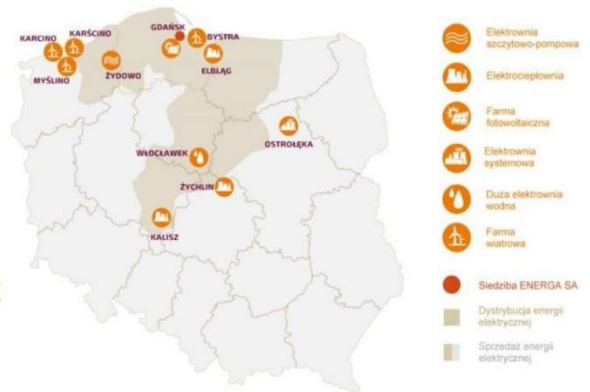 GDAŃSK
KARCINO
KARŚCINO
BYSTRA
MYŚLINO
ŻYDOWO
ELBLĄG
OSTROŁĘKA
WŁOCŁAWEK
ŻYCHLIN
KALISZ
Elektrownia
szczytowo-pompowa
Elektrociepłownia
Farma
fotowoltaiczna
Elektrownia
systemowa
Duża elektrownia
wodna
Farma
wiatrowa
Siedziba ENERGA SA
Dystrybucja energii
elektrycznej
Sprzedaż energii
elektrycznej